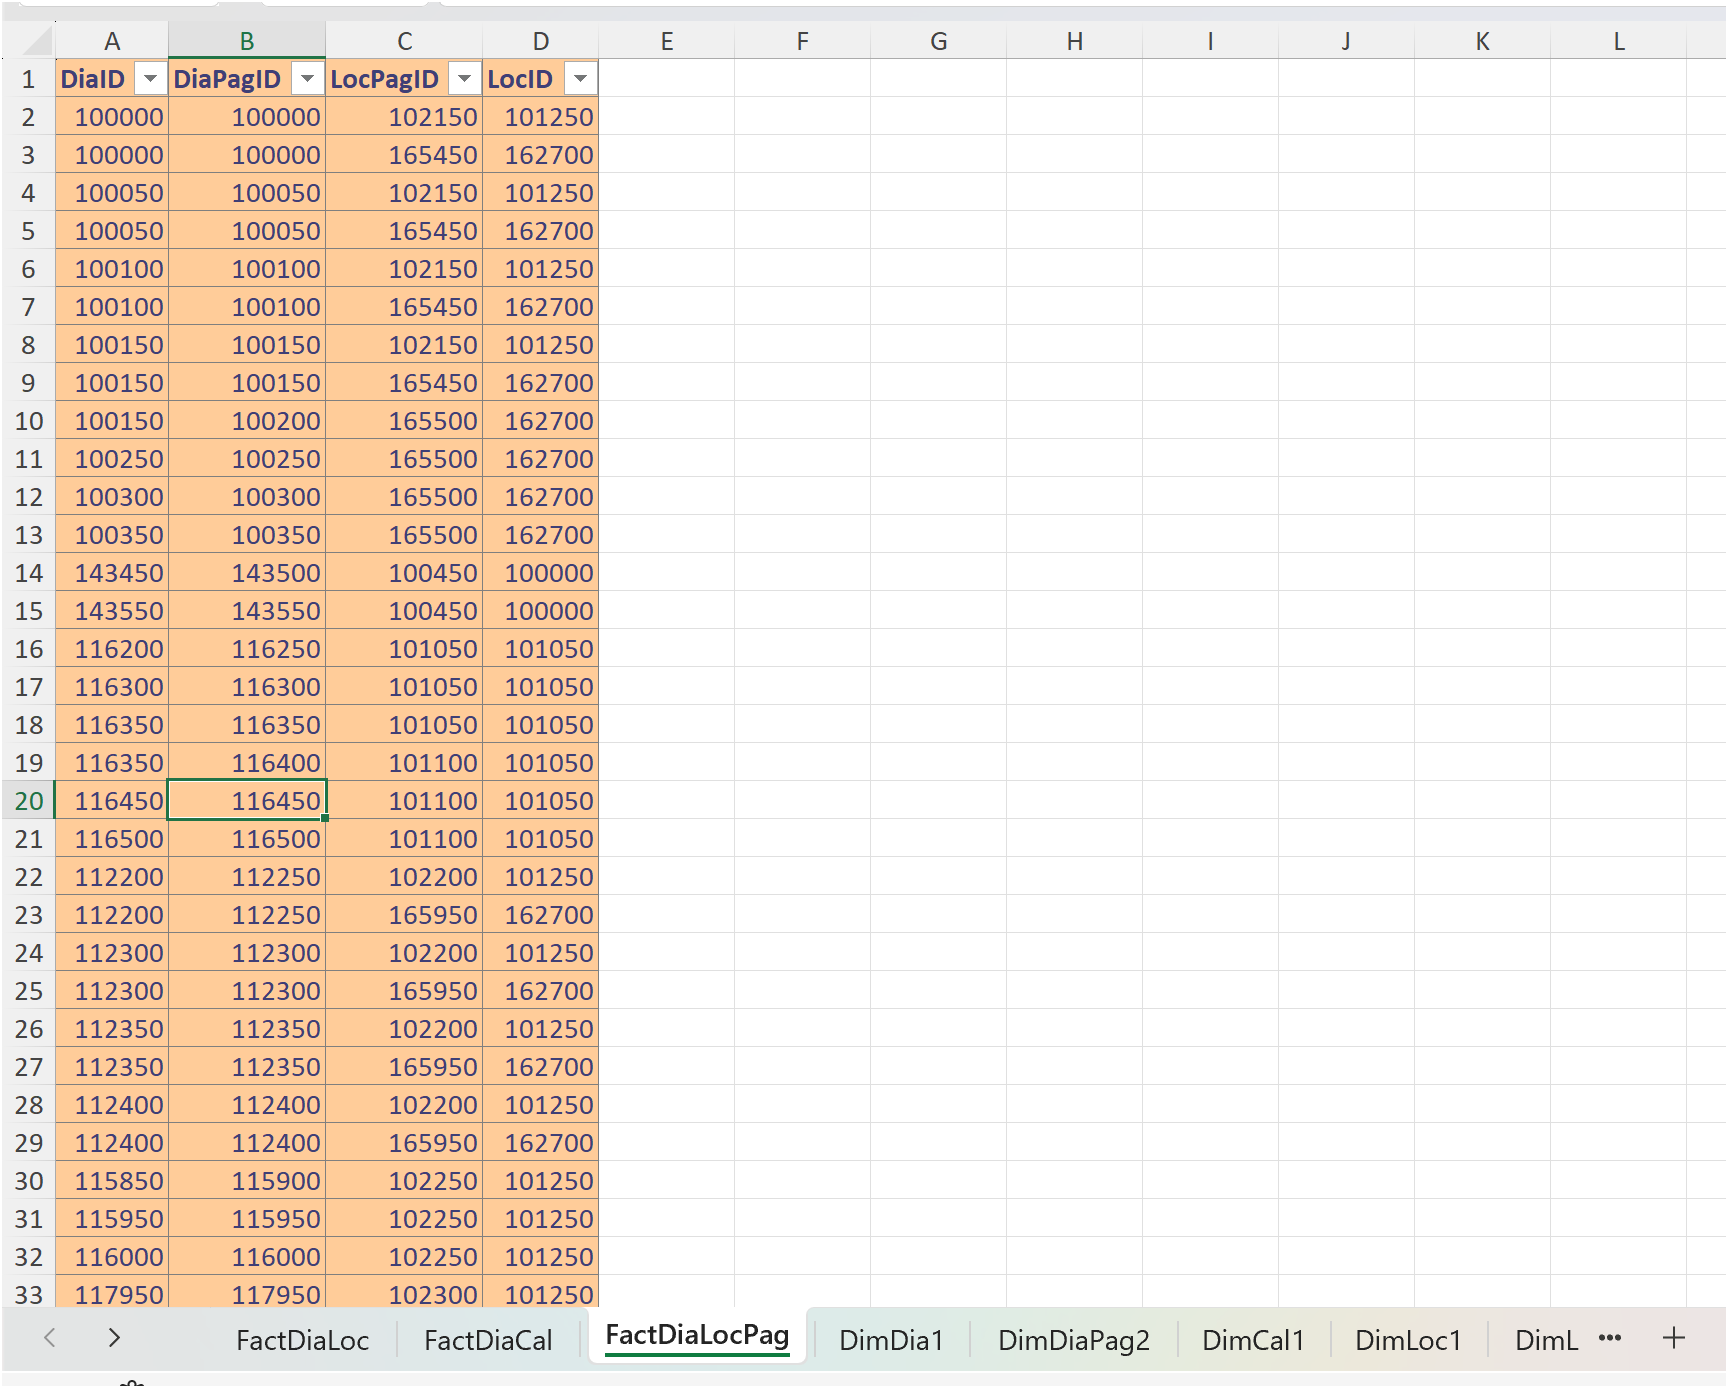 A B C D E F G H I J K L
1 DiaID DiaPagID LocPagID LocID
2 100000 100000 102150 101250
3 100000 100000 165450 162700
4 100050 100050 102150 101250
5 100050 100050 165450 162700
6 100100 100100 102150 101250
7 100100 100100 165450 162700
8 100150 100150 102150 101250
9 100150 100150 165450 162700
10 100150 100200 165500 162700
11 100250 100250 165500 162700
12 100300 100300 165500 162700
13 100350 100350 165500 162700
14 143450 143500 100450 100000
15 143550 143550 100450 100000
16 116200 116250 101050 101050
17 116300 116300 101050 101050
18 116350 116350 101050 101050
19 116350 116400 101100 101050
20 116450 116450 101100 101050
21 116500 116500 101100 101050
22 112200 112250 102200 101250
23 112200 112250 165950 162700
24 112300 112300 102200 101250
25 112300 112300 165950 162700
26 112350 112350 102200 101250
27 112350 112350 165950 162700
28 112400 112400 102200 101250
29 112400 112400 165950 162700
30 115850 115900 102250 101250
31 115950 115950 102250 101250
32 116000 116000 102250 101250
33 117950 117950 102300 101250
FactDiaLoc FactDiaCal FactDiaLocPag DimDia1 DimDiaPag2 DimCal1 DimLoc1 DimL ... +